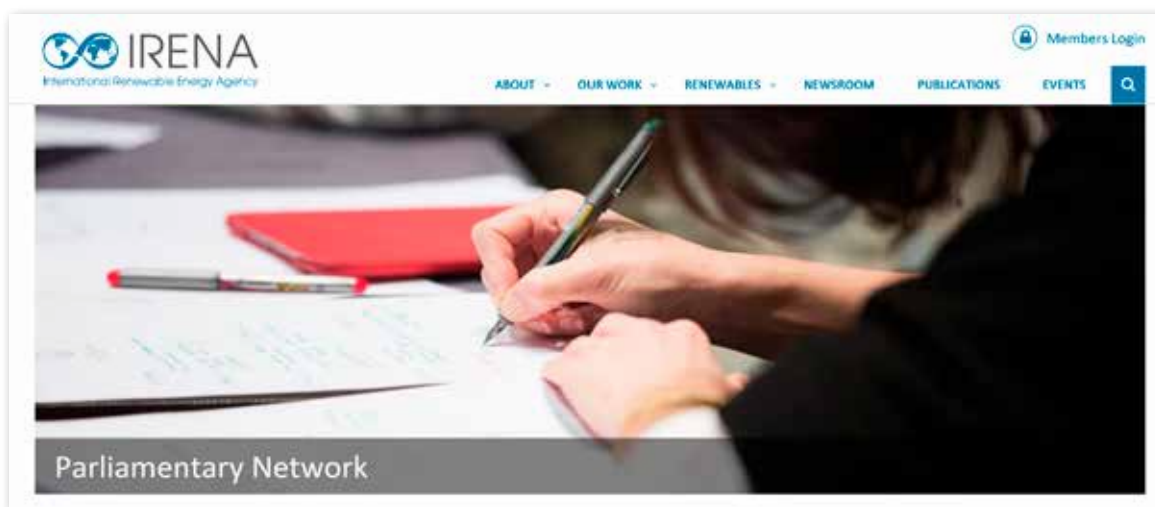 IRENA
International Renewable Energy Agency
Members Login
ABOUT
OUR WORK
RENEWABLES
NEWSROOM
PUBLICATIONS
EVENTS
Parliamentary Network